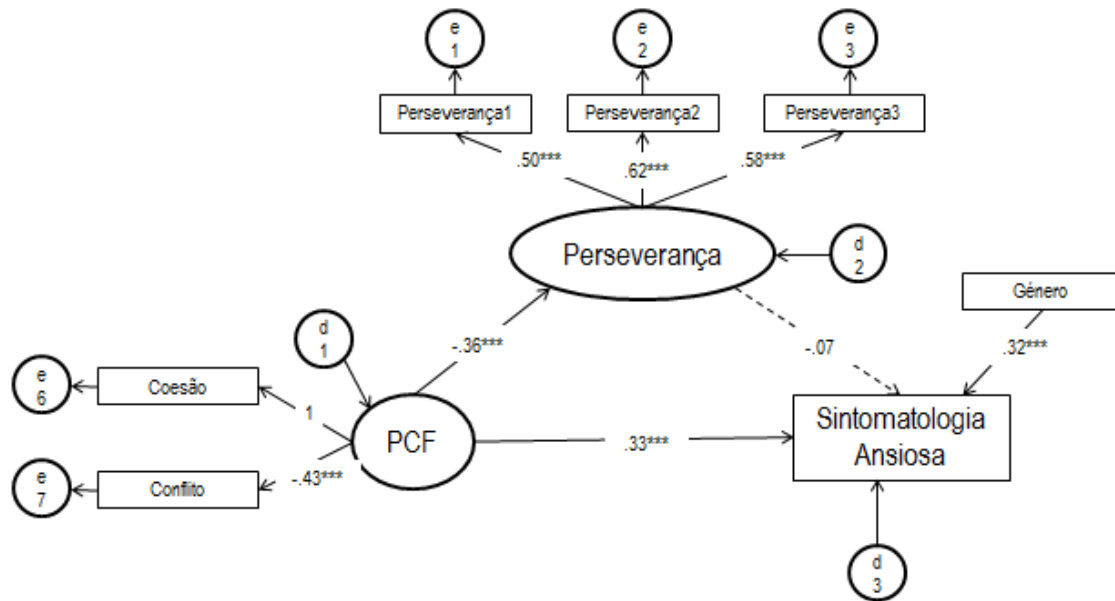 e
1
e
2
e
3
Perseverança1
Perseverança2
Perseverança3
.50***
.62***
.58***
Perseverança
d
2
Género
d
1
-.36***
-.07
.32***
e
6
Coesão
1
PCF
.33***
Sintomatologia
Ansiosa
e
7
Conflito
-.43***
d
3